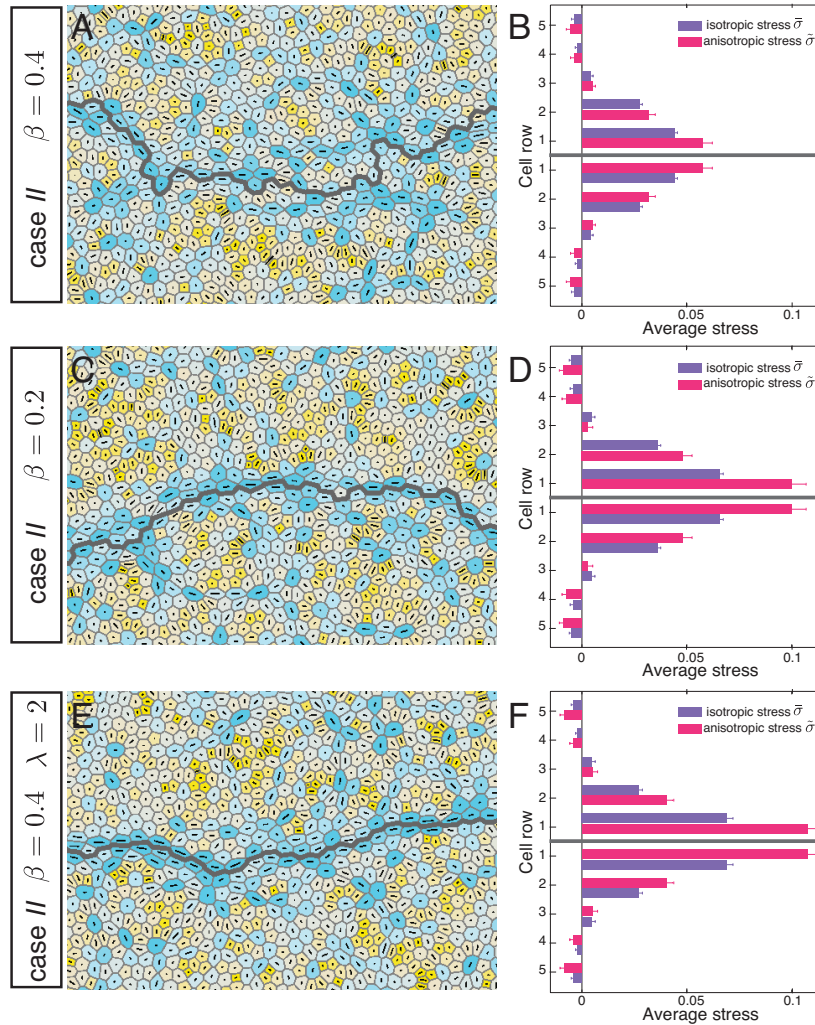 case II β = 0.4
A
B
isotropic stress σ̄
anisotropic stress σ̃
5
4
3
2
1
1
2
3
4
5
Cell row
Cell row
0
0.05
0.1
Average stress
case II β = 0.2
C
D
isotropic stress σ̄
anisotropic stress σ̃
5
4
3
2
1
1
2
3
4
5
Cell row
0
0.05
0.1
Average stress
case II β = 0.4 λ = 2
E
F
isotropic stress σ̄
anisotropic stress σ̃
5
4
3
2
1
1
2
3
4
5
Cell row
0
0.05
0.1
Average stress